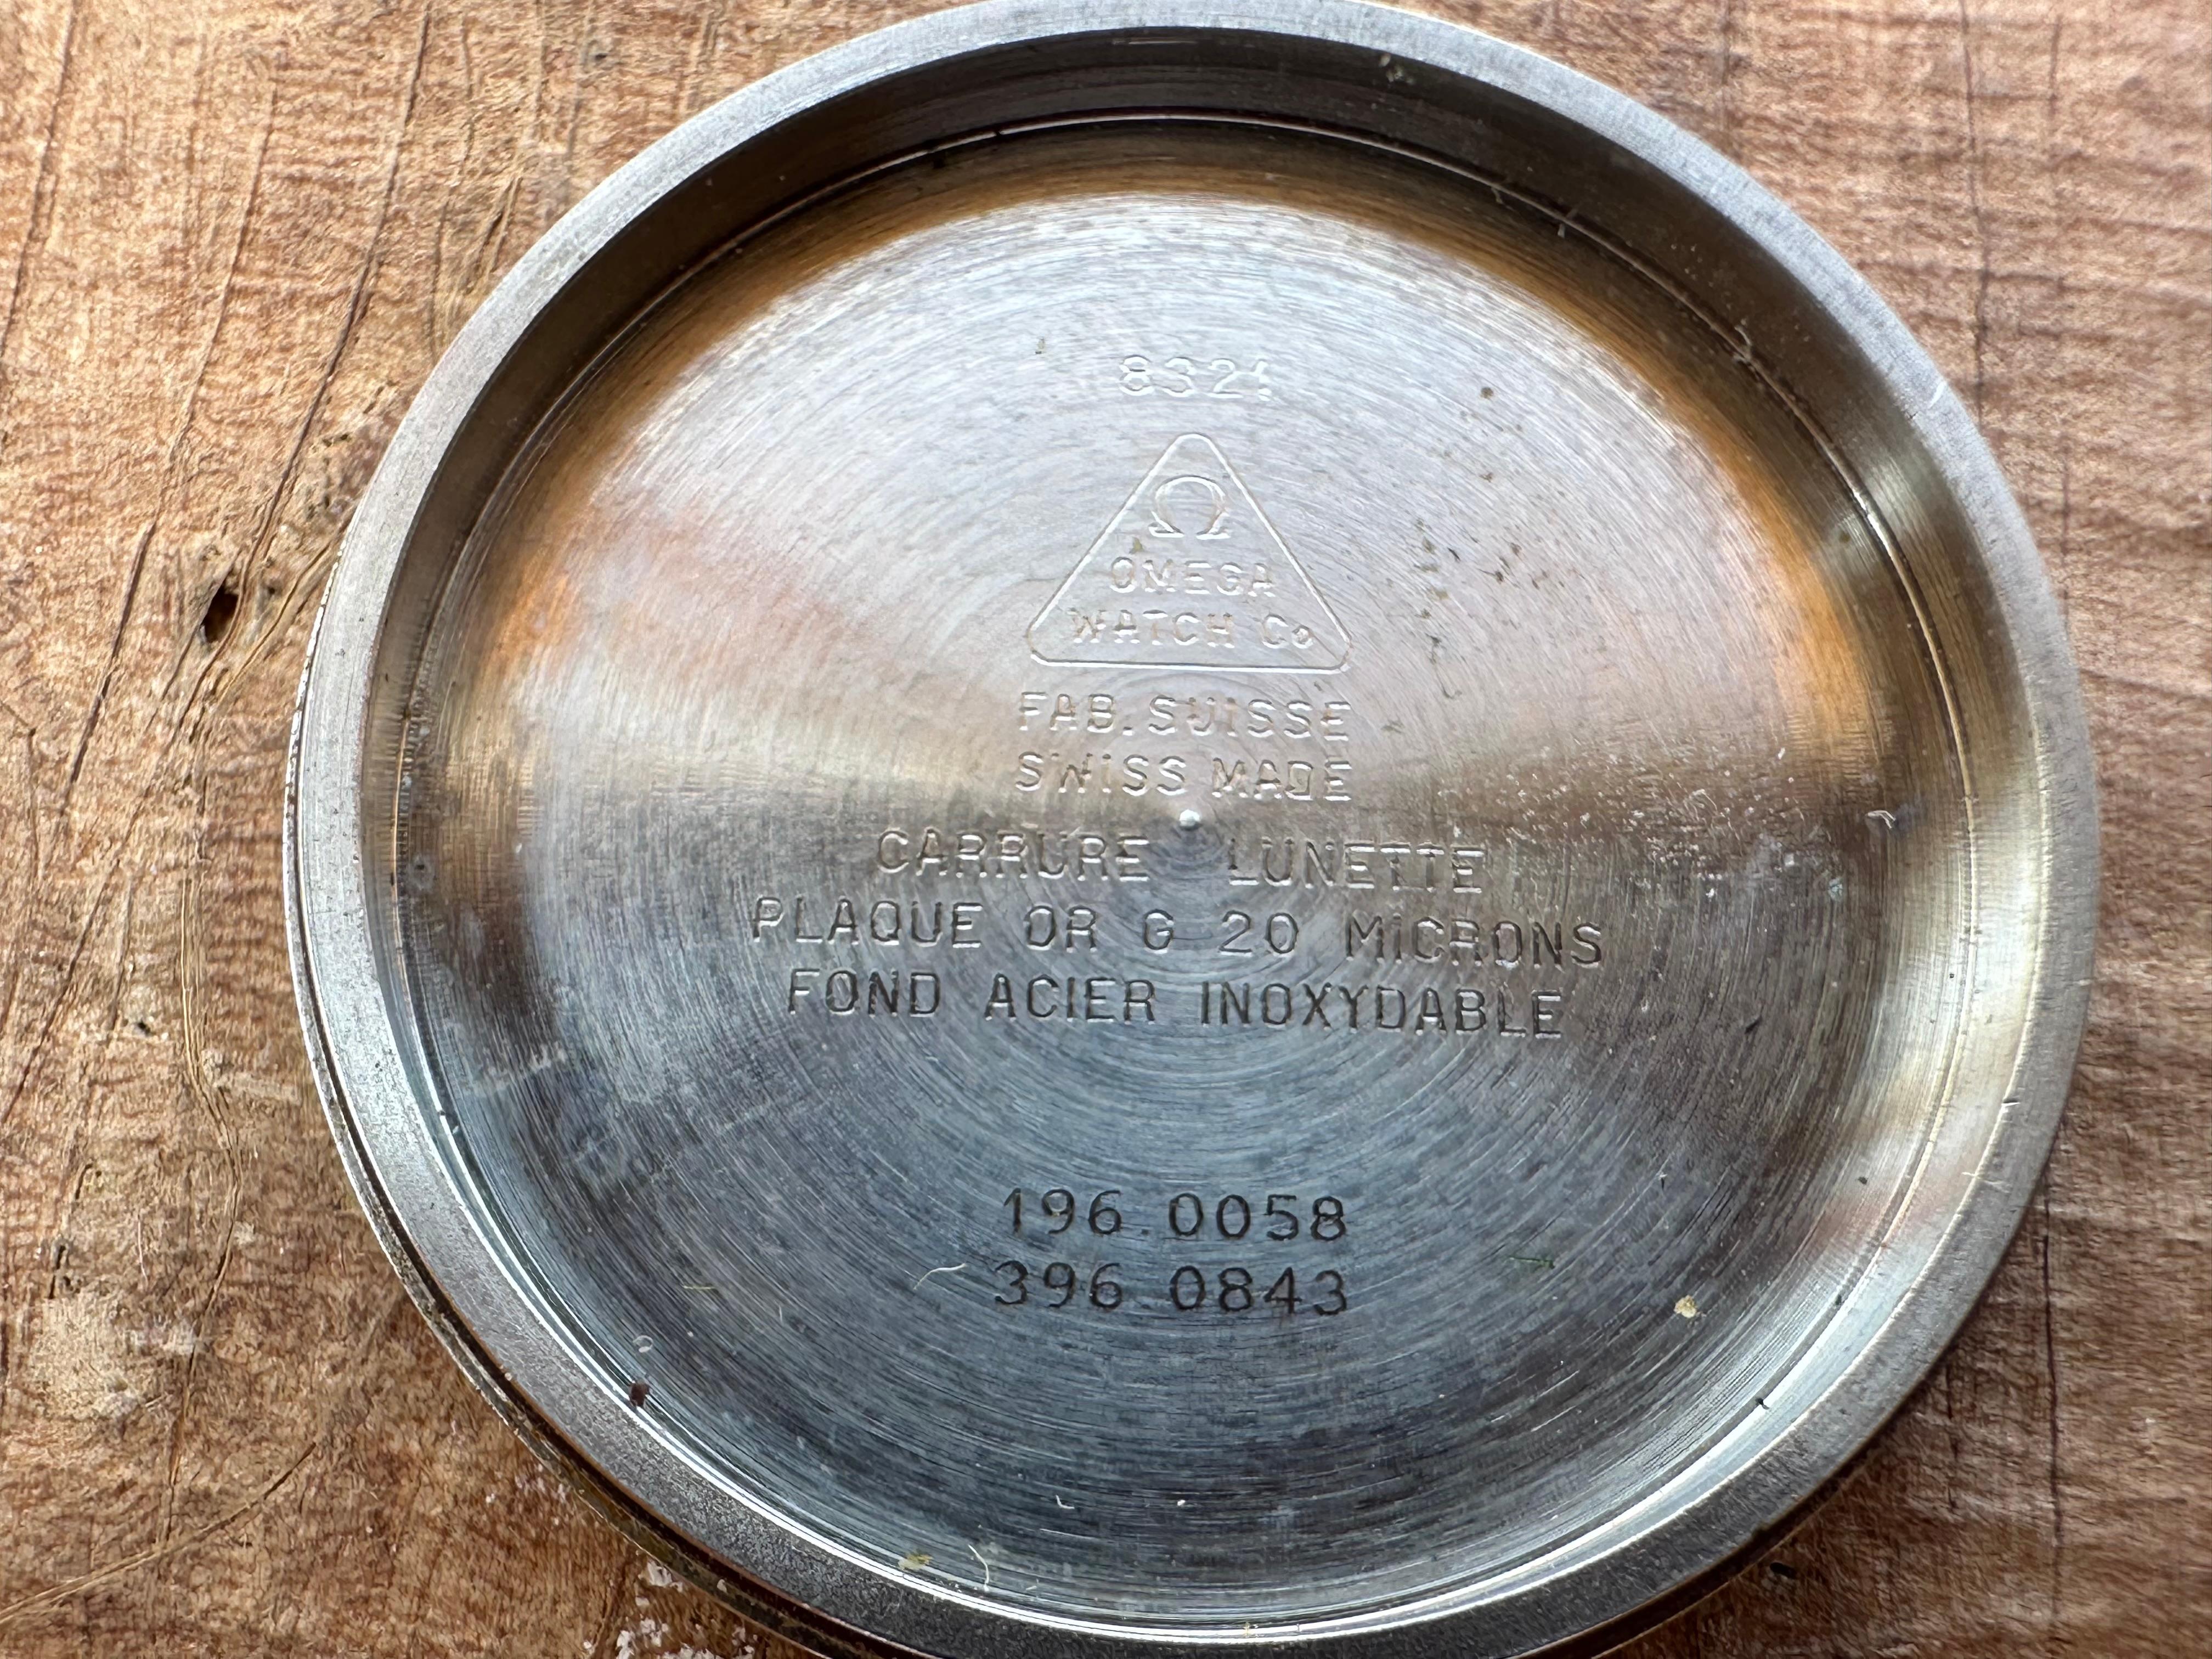 8321
Ω
OMEGA
WATCH Co
FAB. SUISSE
SWISS MADE
CARRURE LUNETTE
PLAQUE OR G 20 MICRONS
FOND ACIER INOXYDABLE
196.0058
396.0843